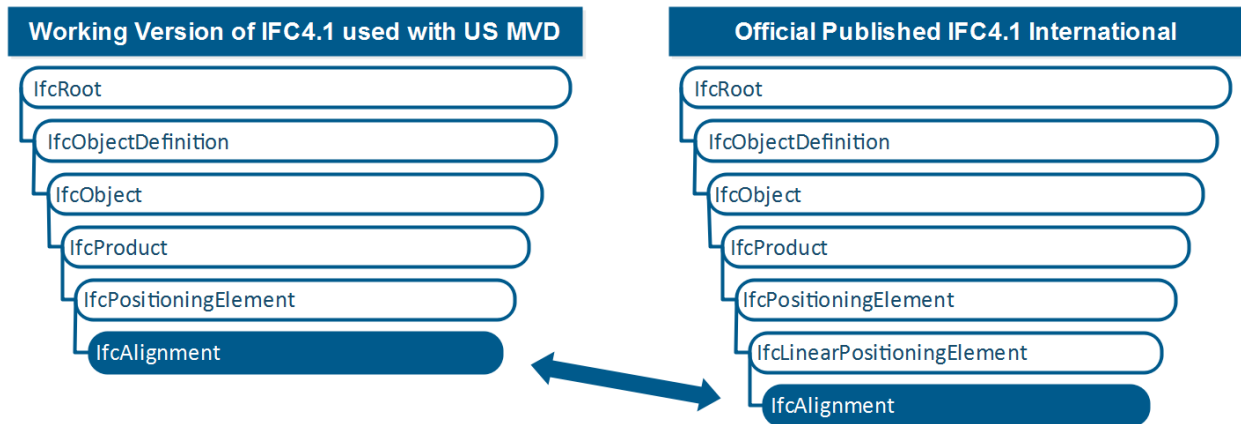 Working Version of IFC4.1 used with US MVD
IfcRoot
IfcObjectDefinition
IfcObject
IfcProduct
IfcPositioningElement
IfcAlignment
Official Published IFC4.1 International
IfcRoot
IfcObjectDefinition
IfcObject
IfcProduct
IfcPositioningElement
IfcLinearPositioningElement
IfcAlignment